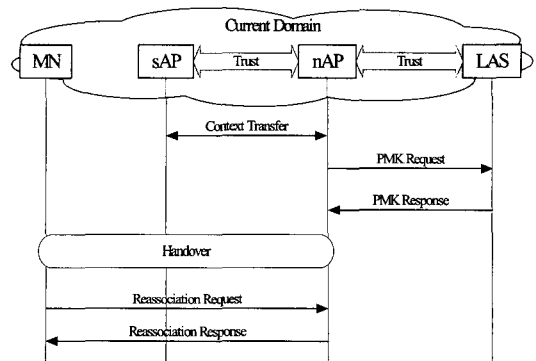 Current Domain
MN
sAP
Trust
nAP
Trust
LAS
Context Transfer
PMK Request
PMK Response
Handover
Reassociation Request
Reassociation Response